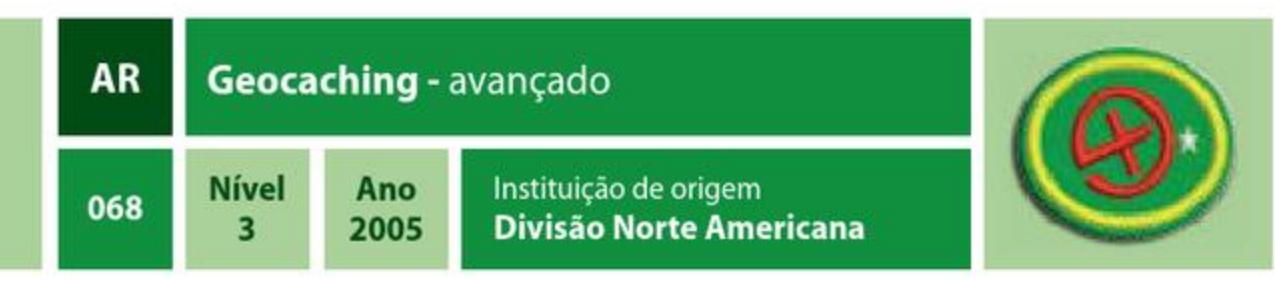 AR
Geocaching - avançado
068
Nível
3
Ano
2005
Instituição de origem
Divisão Norte Americana